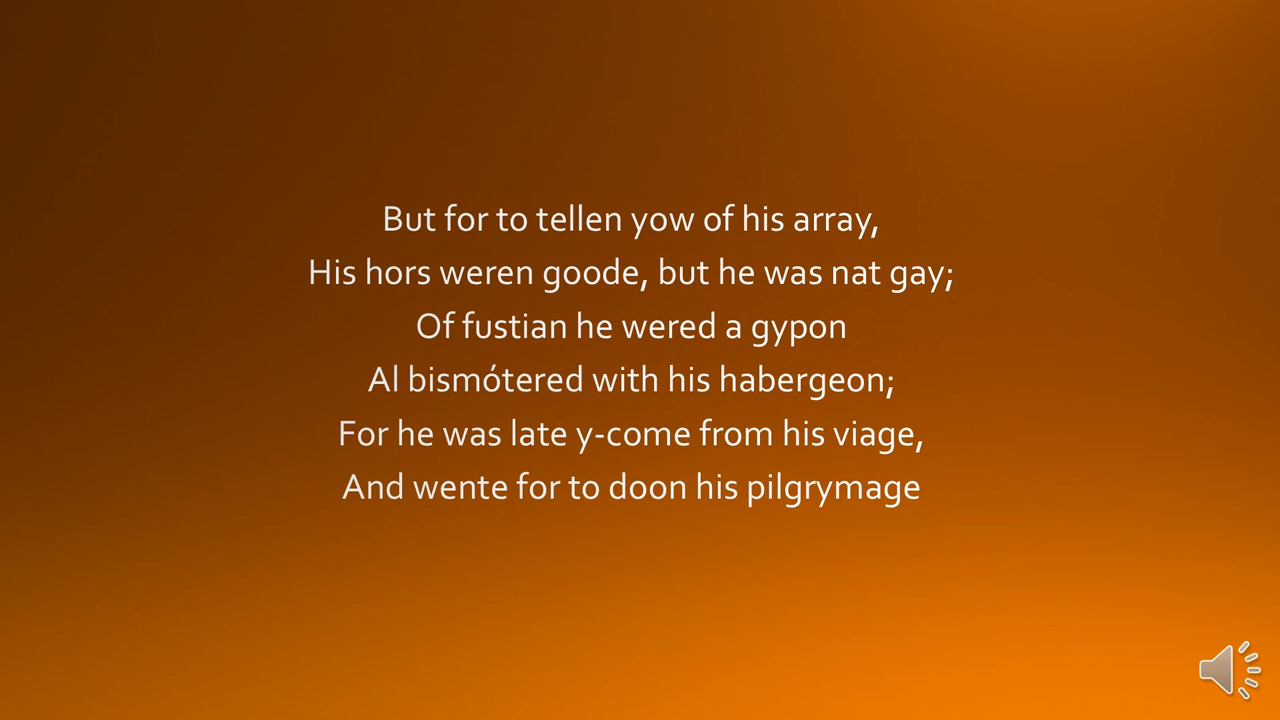 But for to tellen yow of his array,
His hors weren goode, but he was nat gay;
Of fustian he wered a gypon
Al bismótered with his habergeon;
For he was late y-come from his viage,
And wente for to doon his pilgrymage